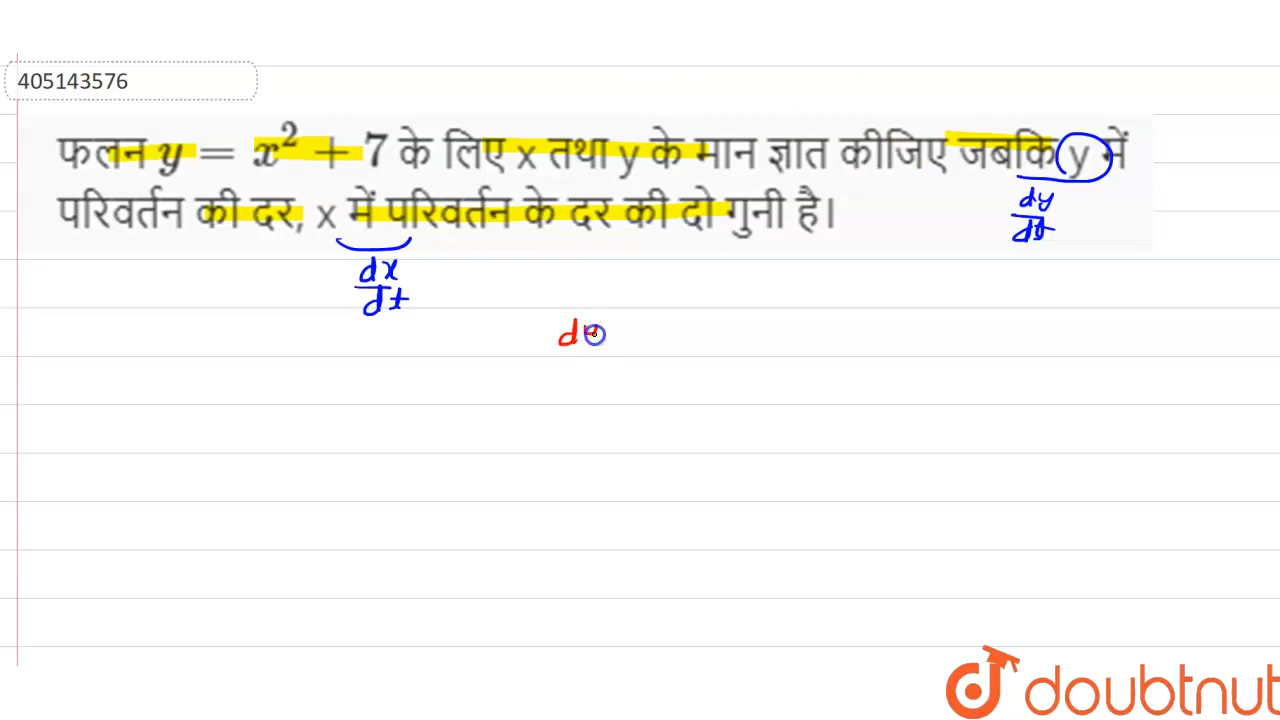 405143576
फलन y = x² + 7 के लिए x तथा y के मान ज्ञात कीजिए जबकि y में
परिवर्तन की दर, x में परिवर्तन के दर की दो गुनी है।
dy
dt
dx
dt
dy
doubtnut